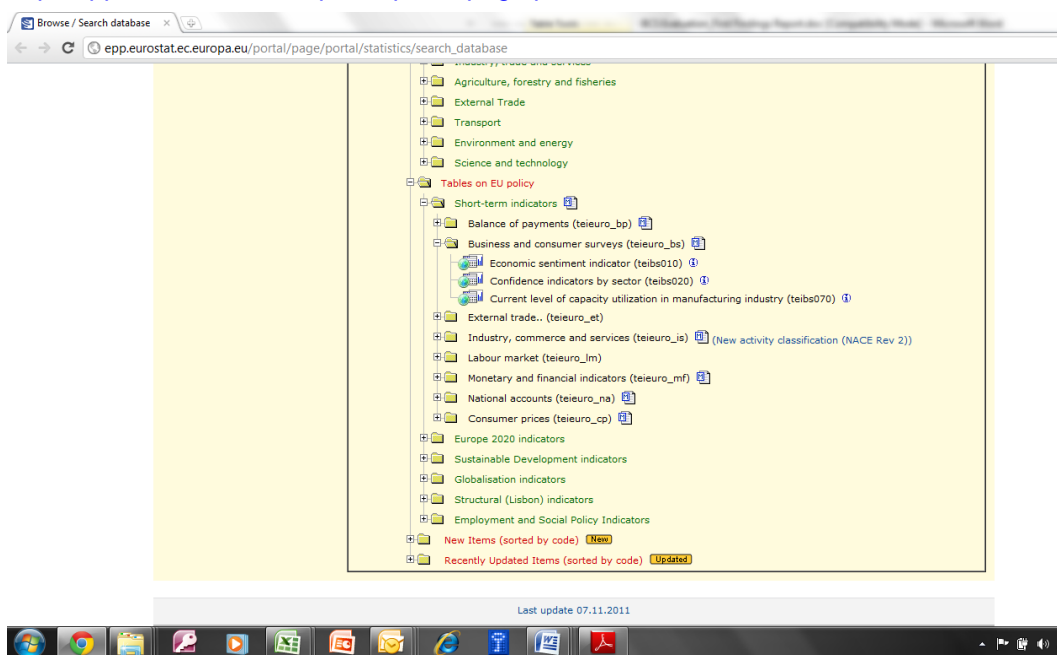 Browse / Search database
epp.eurostat.ec.europa.eu/portal/page/portal/statistics/search_database
Industry, trade and services
Agriculture, forestry and fisheries
External Trade
Transport
Environment and energy
Science and technology
Tables on EU policy
Short-term indicators
Balance of payments (teieuro_bp)
Business and consumer surveys (teieuro_bs)
Economic sentiment indicator (teibs010)
Confidence indicators by sector (teibs020)
Current level of capacity utilization in manufacturing industry (teibs070)
External trade.. (teieuro_et)
Industry, commerce and services (teieuro_is) (New activity classification (NACE Rev 2))
Labour market (teieuro_lm)
Monetary and financial indicators (teieuro_mf)
National accounts (teieuro_na)
Consumer prices (teieuro_cp)
Europe 2020 indicators
Sustainable Development indicators
Globalisation indicators
Structural (Lisbon) indicators
Employment and Social Policy Indicators
New Items (sorted by code) New
Recently Updated Items (sorted by code) Updated
Last update 07.11.2011